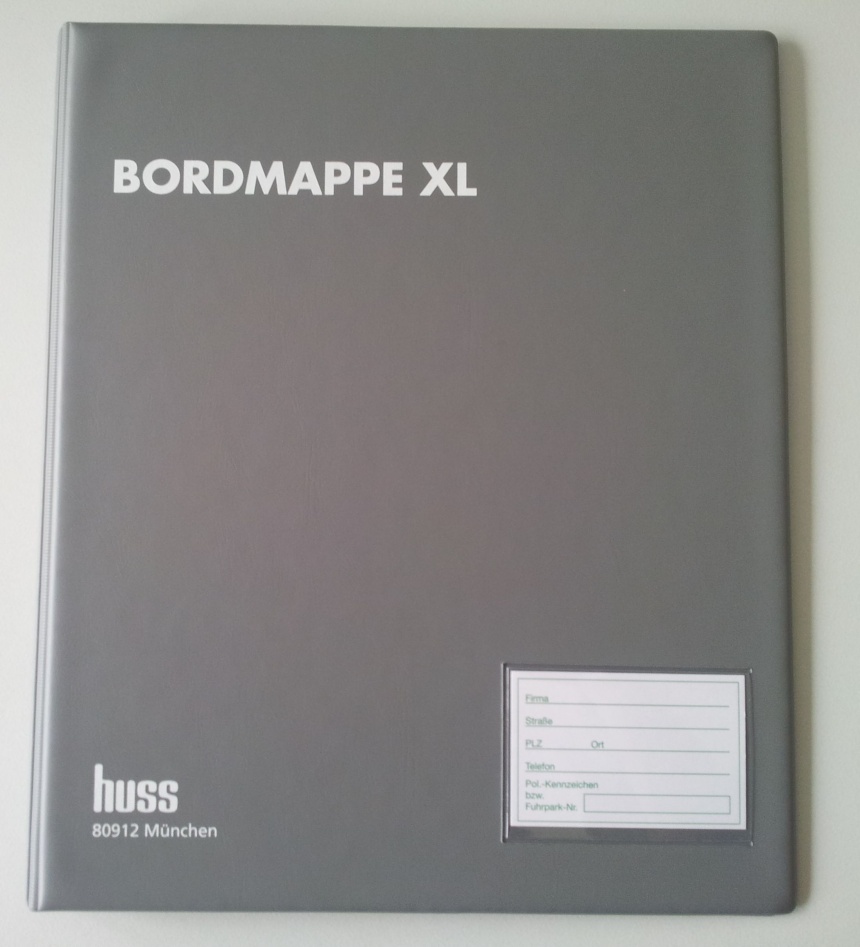 BORDMAPPE XL
huss
80912 München
Firma
Straße
PLZ Ort
Telefon
Pol.-Kennzeichen
bzw.
Fuhrpark-Nr.